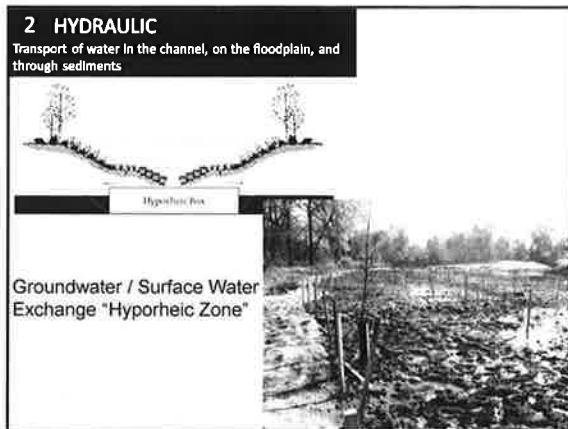 2 HYDRAULIC
Transport of water in the channel, on the floodplain, and
through sediments
Hyporheic Box
Groundwater / Surface Water
Exchange "Hyporheic Zone"